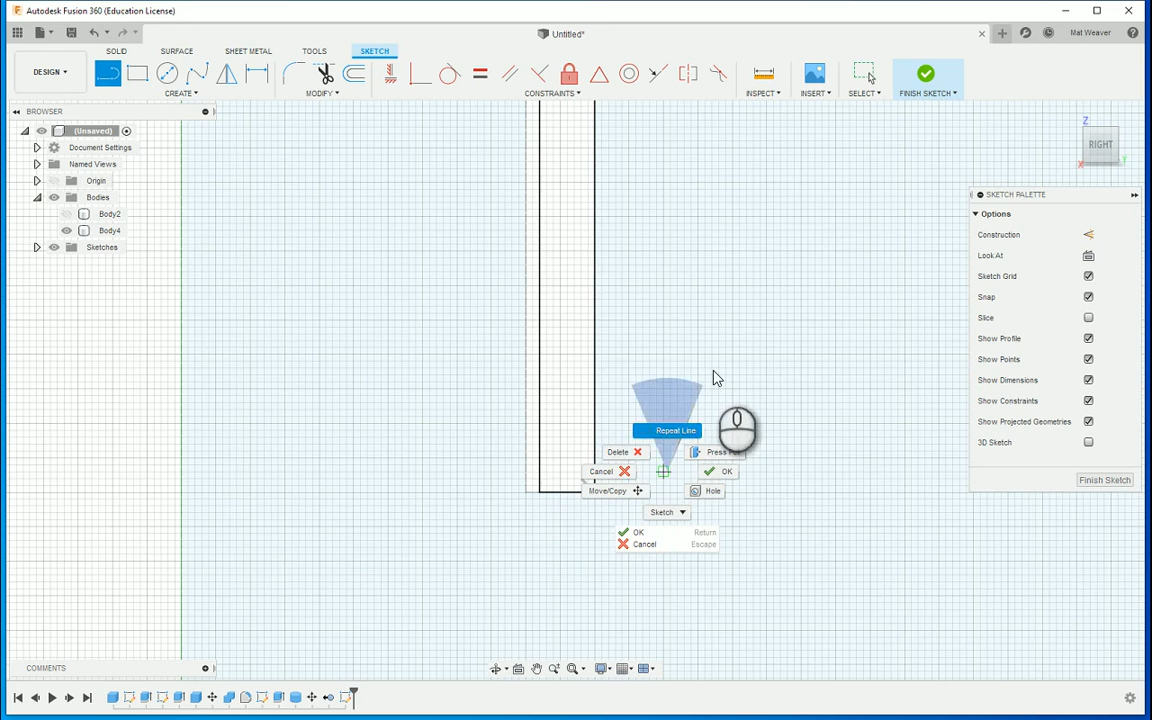 Autodesk Fusion 360 (Education License)
Untitled*
Mat Weaver
DESIGN
SOLID
SURFACE
SHEET METAL
TOOLS
SKETCH
CREATE
MODIFY
CONSTRAINTS
INSPECT
INSERT
SELECT
FINISH SKETCH
BROWSER
(Unsaved)
Document Settings
Named Views
Origin
Bodies
Body2
Body4
Sketches
Z
RIGHT
X
Y
SKETCH PALETTE
Options
Construction
Look At
Sketch Grid
Snap
Slice
Show Profile
Show Points
Show Dimensions
Show Constraints
Show Projected Geometries
3D Sketch
Finish Sketch
Repeat Line
Delete
Press
Cancel
OK
Move/Copy
Hole
Sketch
OK Return
Cancel Escape
COMMENTS